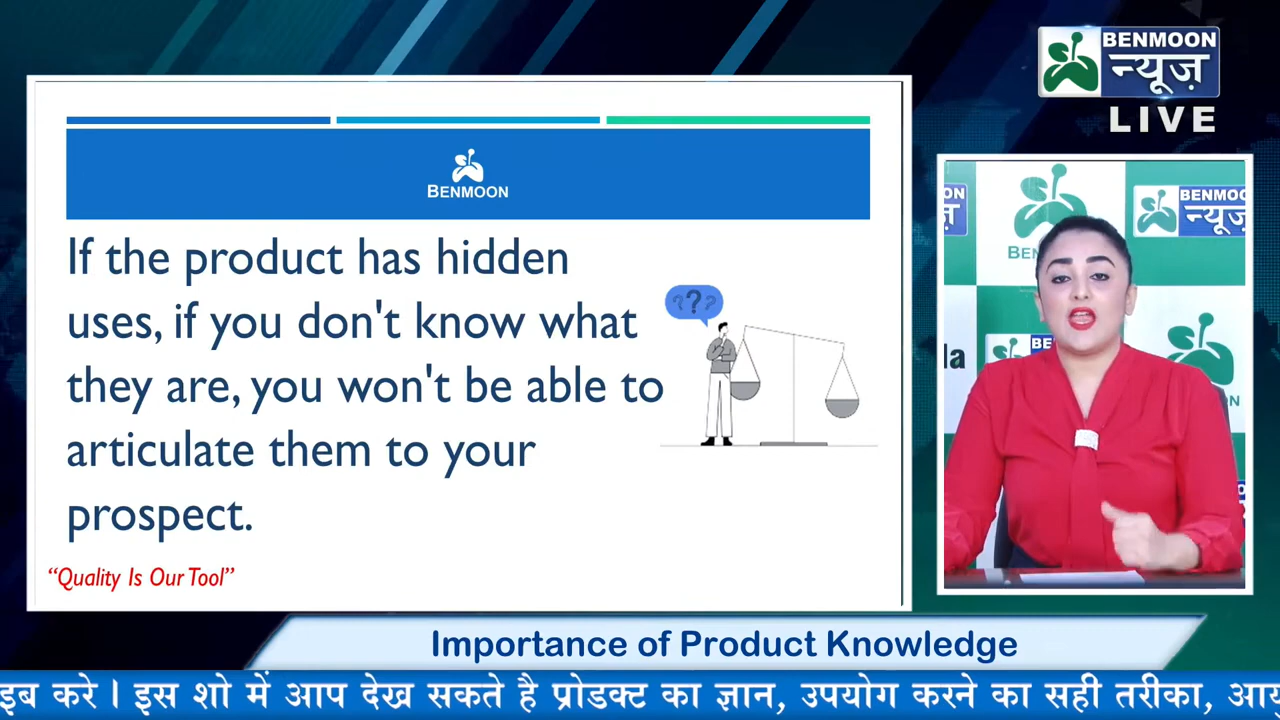 BENMOON
न्यूज़
LIVE
BENMOON
If the product has hidden
uses, if you don't know what
they are, you won't be able to
articulate them to your
prospect.
“Quality Is Our Tool”
???
BENMOON
न्यूज़
Importance of Product Knowledge
इब करे । इस शो में आप देख सकते है प्रोडक्ट का ज्ञान, उपयोग करने का सही तरीका,